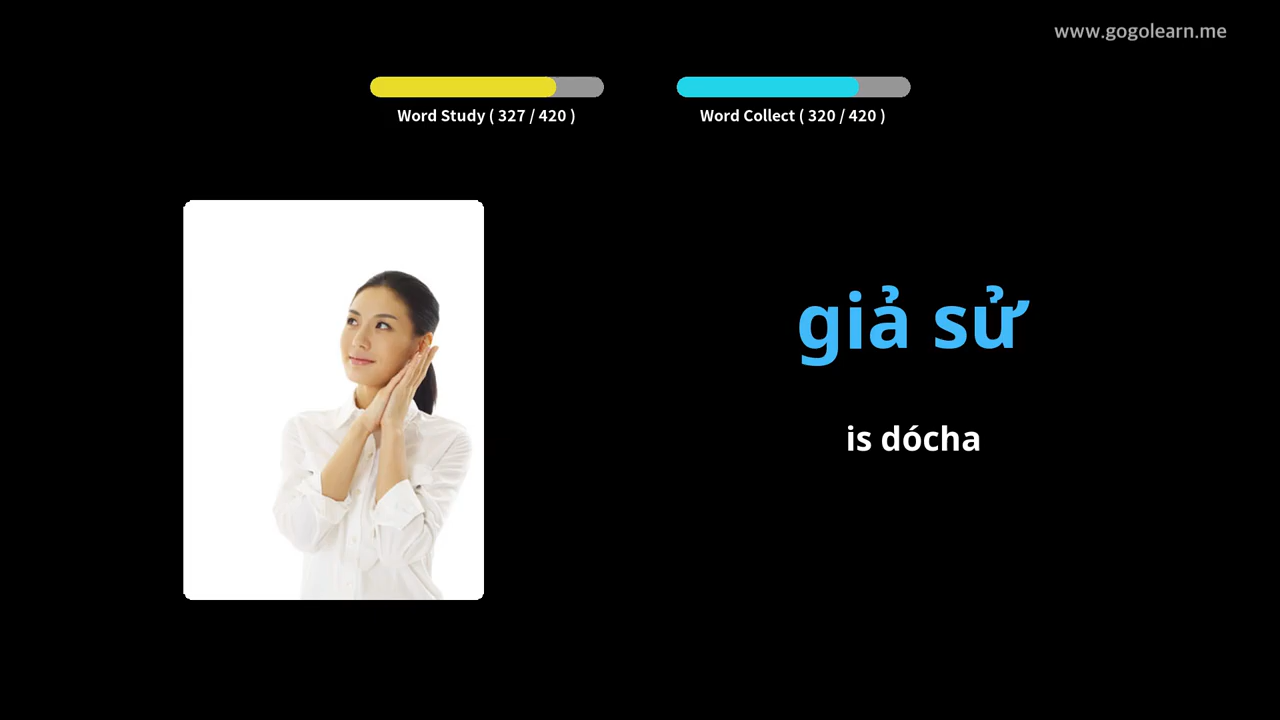 www.gogolearn.me
Word Study ( 327 / 420 )
Word Collect ( 320 / 420 )
giả sử
is dócha